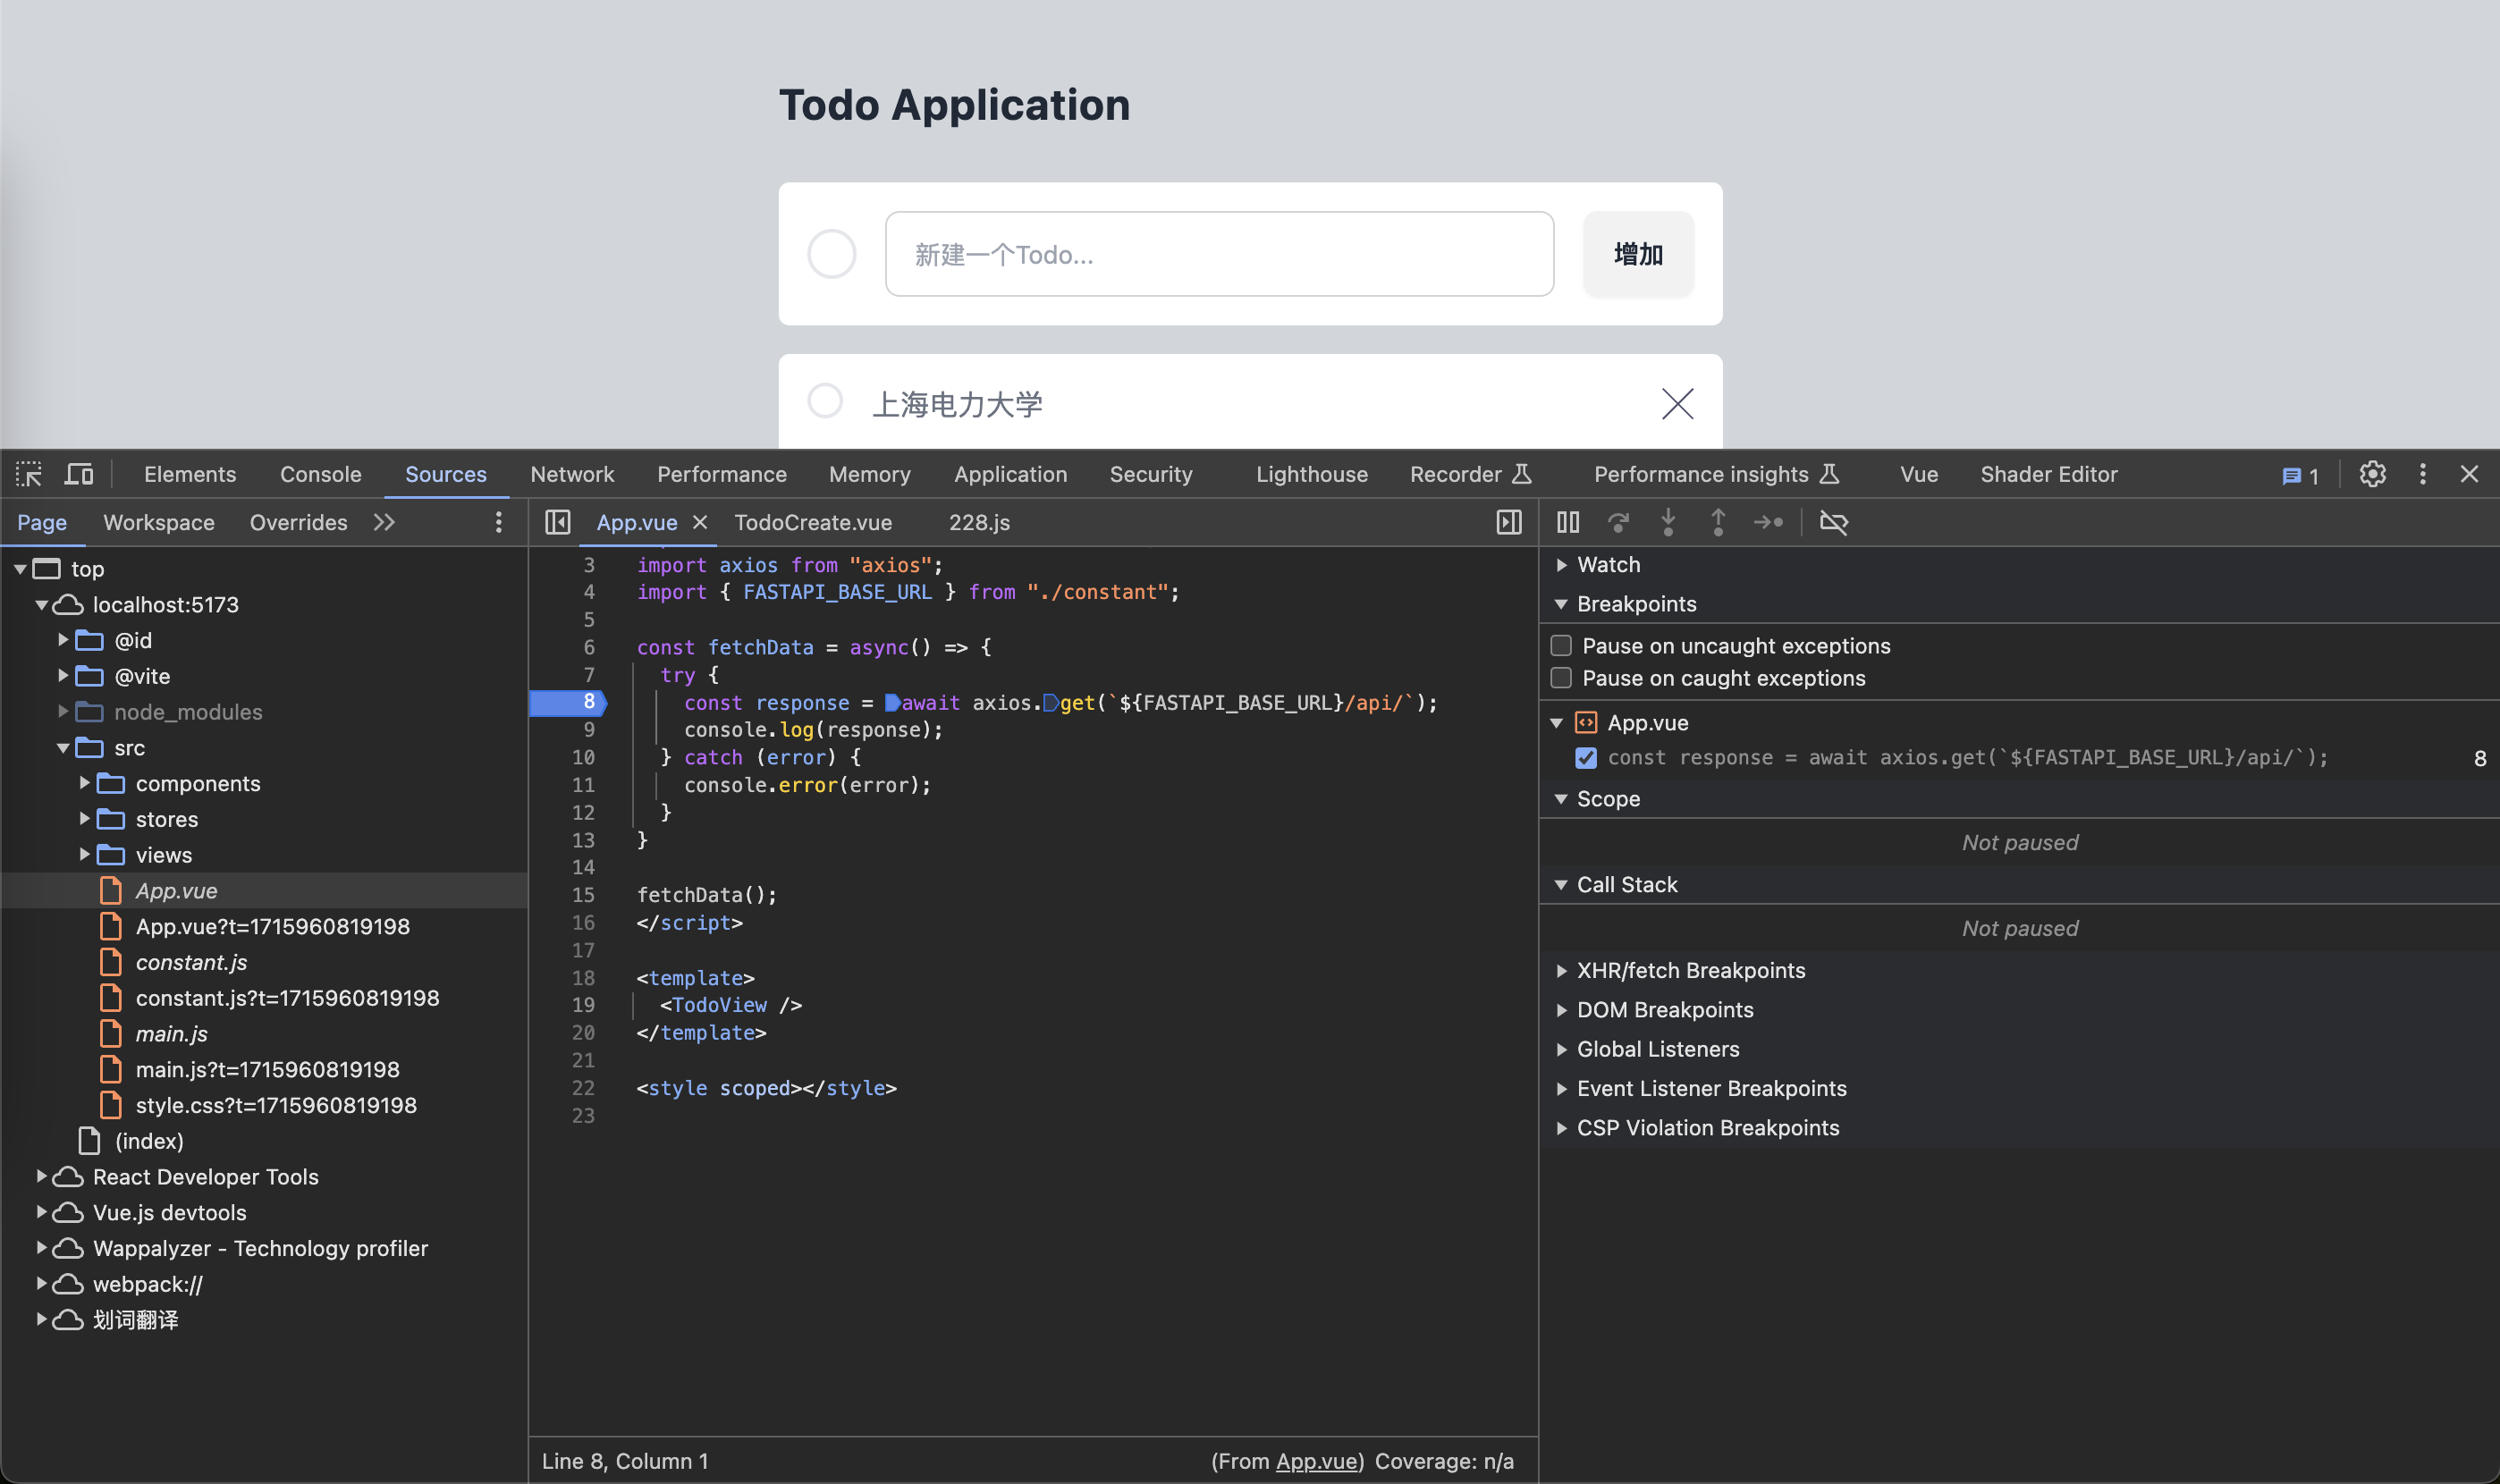 Todo Application
新建一个Todo...
增加
上海电力大学
Elements Console Sources Network Performance Memory Application Security Lighthouse Recorder Performance insights Vue Shader Editor 1
Page Workspace Overrides
App.vue TodoCreate.vue 228.js
top
localhost:5173
@id
@vite
node_modules
src
components
stores
views
App.vue
App.vue?t=1715960819198
constant.js
constant.js?t=1715960819198
main.js
main.js?t=1715960819198
style.css?t=1715960819198
(index)
React Developer Tools
Vue.js devtools
Wappalyzer - Technology profiler
webpack://
划词翻译
3 import axios from "axios";
4 import { FASTAPI_BASE_URL } from "./constant";
5
6 const fetchData = async() => {
7 try {
8 const response = await axios.get(`${FASTAPI_BASE_URL}/api/`);
9 console.log(response);
10 } catch (error) {
11 console.error(error);
12 }
13 }
14
15 fetchData();
16 </script>
17
18 <template>
19 <TodoView />
20 </template>
21
22 <style scoped></style>
23
Line 8, Column 1
(From App.vue) Coverage: n/a
Watch
Breakpoints
Pause on uncaught exceptions
Pause on caught exceptions
App.vue
const response = await axios.get(`${FASTAPI_BASE_URL}/api/`); 8
Scope
Not paused
Call Stack
Not paused
XHR/fetch Breakpoints
DOM Breakpoints
Global Listeners
Event Listener Breakpoints
CSP Violation Breakpoints